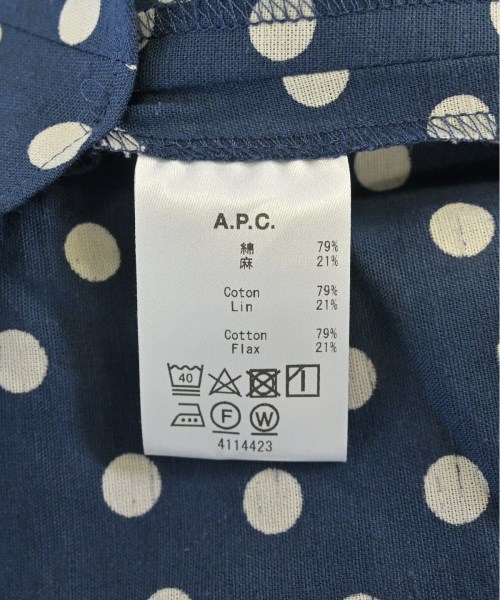 A.P.C.
綿 79%
麻 21%
Coton 79%
Lin 21%
Cotton 79%
Flax 21%
40
F W
4114423